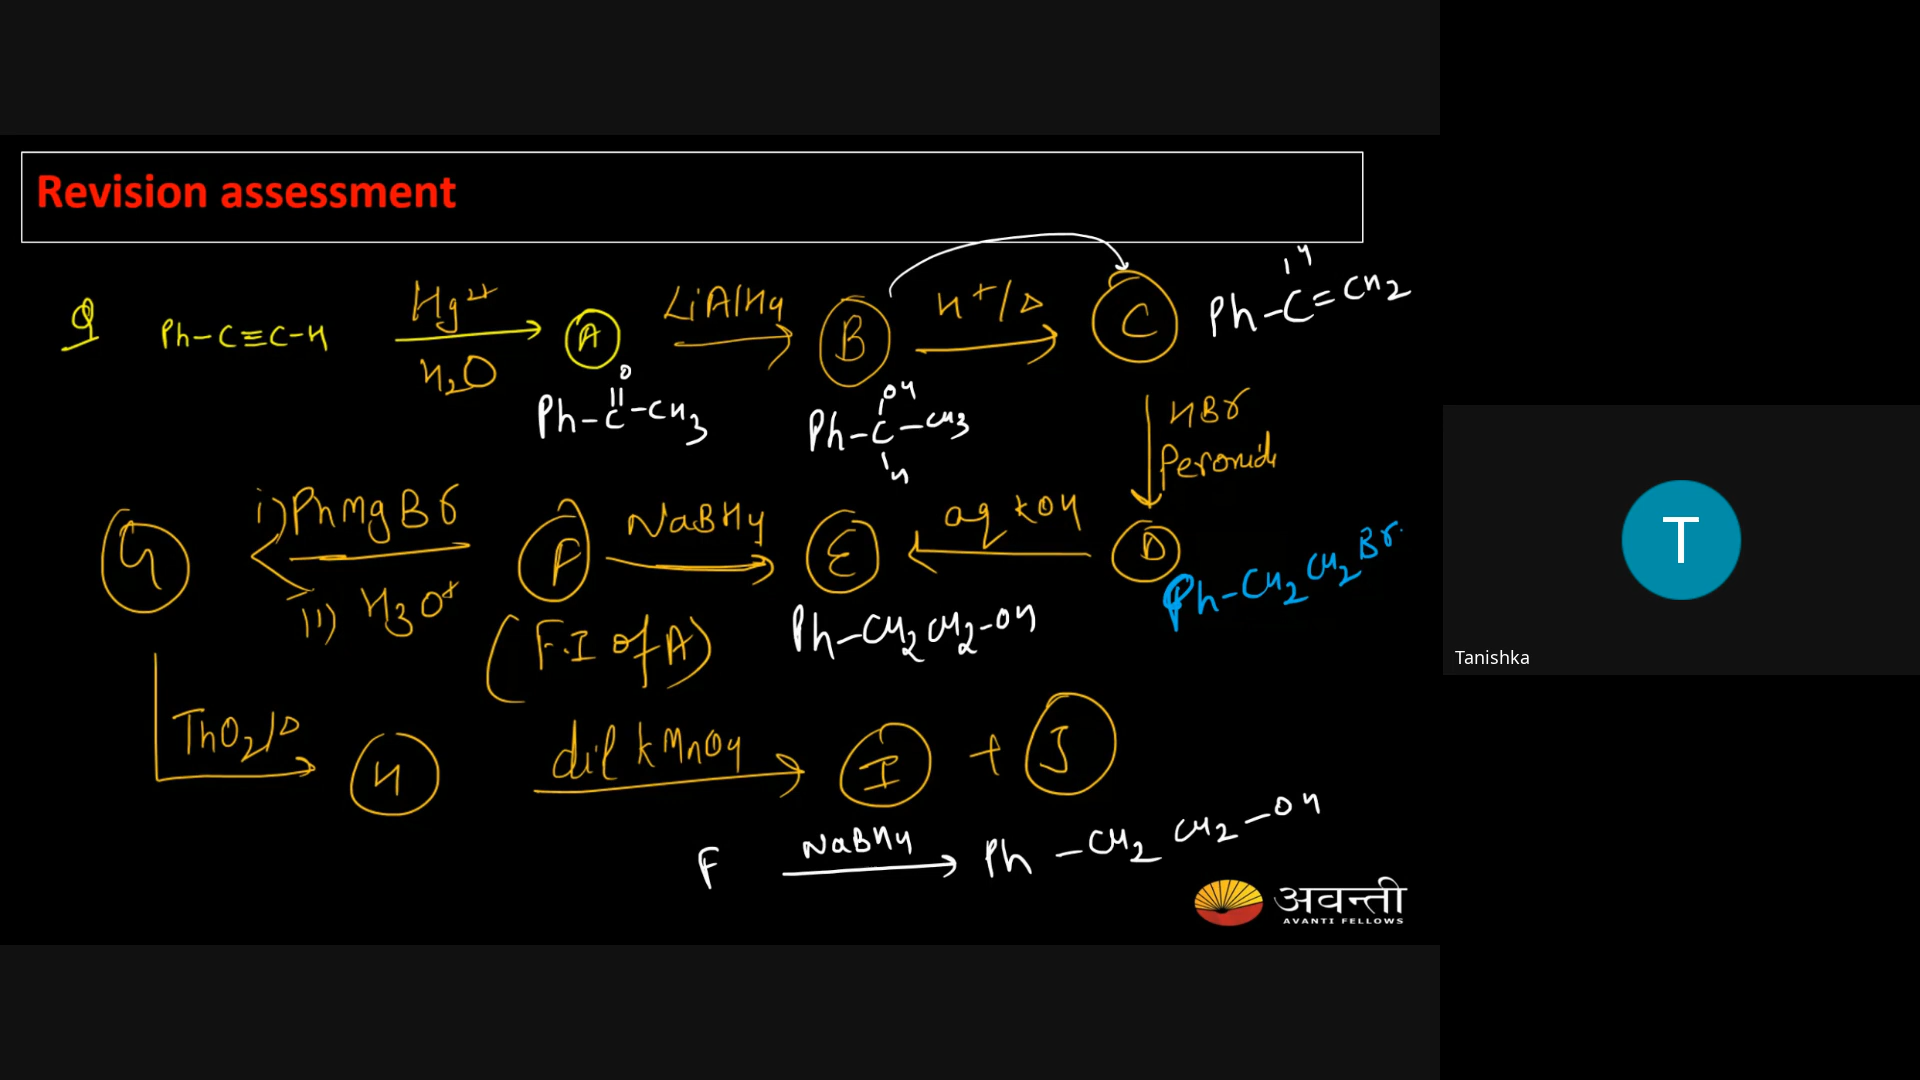 Revision assessment
Q Ph-C≡C-H Hg²⁺ H₂O A LiAlH₄ B H⁺/Δ C Ph-C=CH₂
H
O
Ph-C-CH₃
OH
Ph-C-CH₃
H
HBr
Peroxide
G i) PhMgBr ii) H₃O⁺ F NaBH₄ E aq KOH D
(F.I of A) Ph-CH₂CH₂-OH Ph-CH₂CH₂Br
ThO₂/Δ H dil KMnO₄ I + J
F NaBH₄ Ph-CH₂CH₂-OH
अवन्ती
AVANTI FELLOWS
T
Tanishka